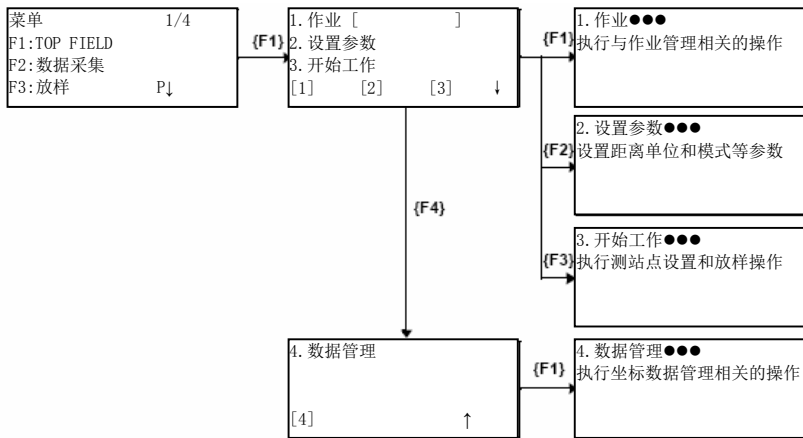 菜单 1/4
F1:TOP FIELD
F2:数据采集
F3:放样 P↓
{F1}
1.作业 [ ]
2.设置参数
3.开始工作
[1] [2] [3] ↓
{F1}
1.作业●●●
执行与作业管理相关的操作
{F2}
2.设置参数●●●
设置距离单位和模式等参数
{F3}
3.开始工作●●●
执行测站点设置和放样操作
{F4}
4.数据管理
[4] ↑
{F1}
4.数据管理●●●
执行坐标数据管理相关的操作